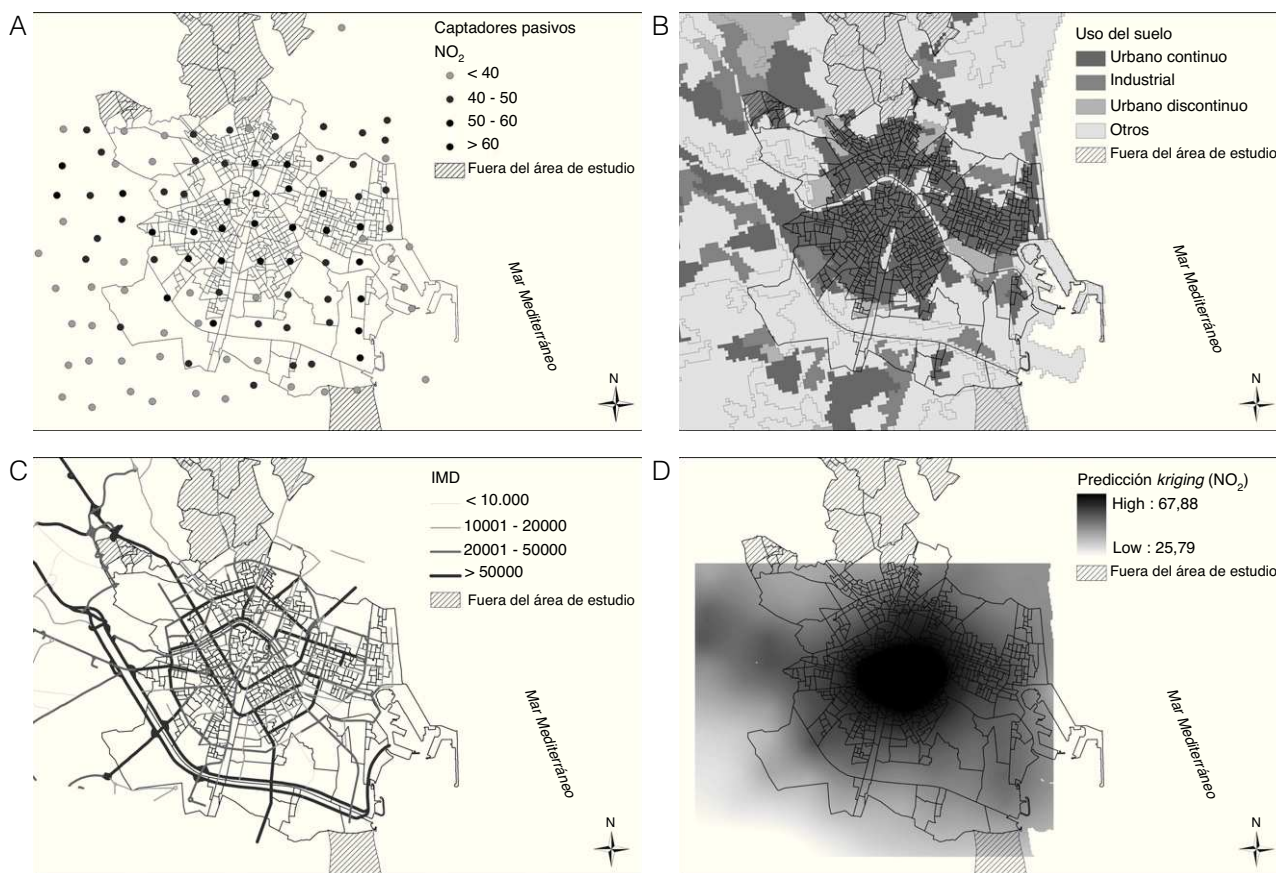 A
Captadores pasivos
NO2
< 40
40 - 50
50 - 60
> 60
Fuera del área de estudio
Mar Mediterráneo
N
B
Uso del suelo
Urbano continuo
Industrial
Urbano discontinuo
Otros
Fuera del área de estudio
Mar Mediterráneo
N
C
IMD
< 10.000
10001 - 20000
20001 - 50000
> 50000
Fuera del área de estudio
Mar Mediterráneo
N
D
Predicción kriging (NO2)
High : 67,88
Low : 25,79
Fuera del área de estudio
Mar Mediterráneo
N